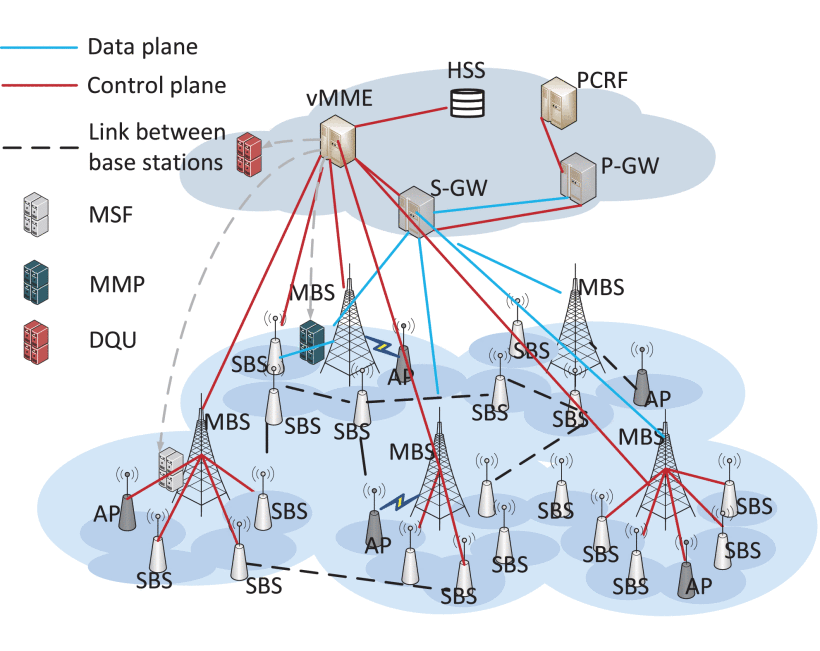 Data plane
Control plane
Link between
base stations
MSF
MMP
DQU
HSS
PCRF
vMME
P-GW
S-GW
MBS
MBS
SBS
SBS
AP
AP
SBS
SBS
SBS
SBS
MBS
MBS
MBS
AP
SBS
SBS
SBS
AP
SBS
SBS
SBS
SBS
SBS
SBS
SBS
AP